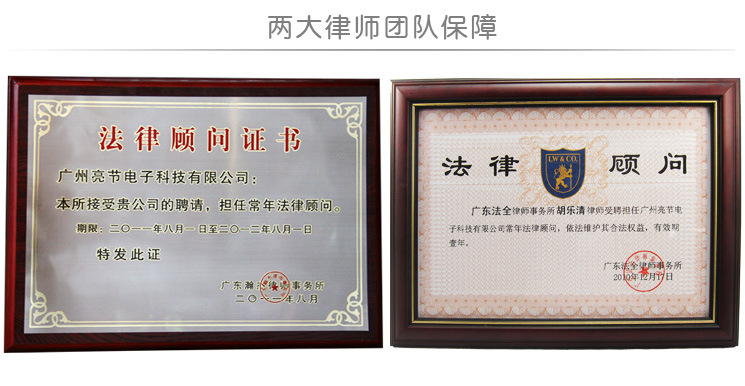 两大律师团队保障
法律顾问证书
广州亮节电子科技有限公司：
本所接受贵公司的聘请，担任常年法律顾问。
期限：二〇一一年八月一日至二〇一二年八月一日
特发此证
广东瀚 律师事务所
二〇一一年八月
法律 LW & CO. 顾问
广东法全律师事务所胡乐清律师受聘担任广州亮节电
子科技有限公司常年法律顾问，依法维护其合法权益，有效期
壹年。
广东法全律师事务所
2010年12月17日